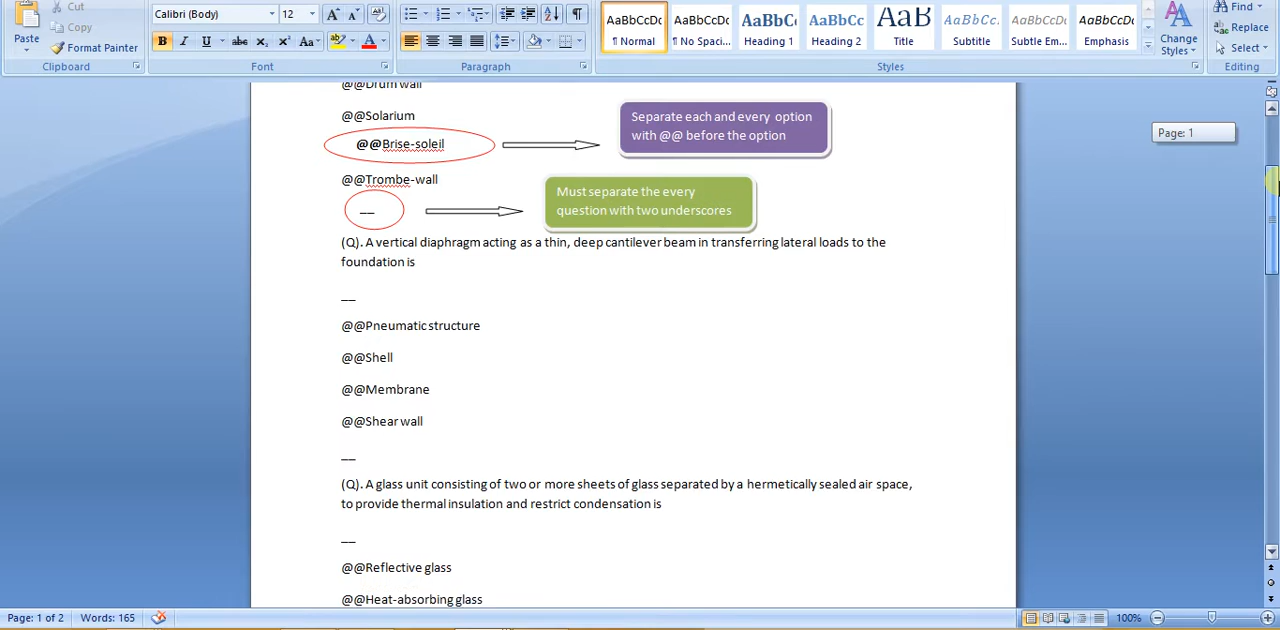 Cut
Calibri (Body)
12
AaBbCcDc
AaBbCcDc
AaBbC
AaBbCc
AaB
AaBbCc.
AaBbCcDc
AaBbCcDc
Find
Copy
Replace
Paste
Format Painter
B I U abc x₂ x² Aa
¶ Normal
¶ No Spaci...
Heading 1
Heading 2
Title
Subtitle
Subtle Em...
Emphasis
Change
Styles
Select
Clipboard
Font
Paragraph
Styles
Editing
@@Drum wall
@@Solarium
Separate each and every option
with @@ before the option
Page: 1
@@Brise-soleil
@@Trombe-wall
Must separate the every
question with two underscores
__
(Q). A vertical diaphragm acting as a thin, deep cantilever beam in transferring lateral loads to the
foundation is
__
@@Pneumatic structure
@@Shell
@@Membrane
@@Shear wall
__
(Q). A glass unit consisting of two or more sheets of glass separated by a hermetically sealed air space,
to provide thermal insulation and restrict condensation is
__
@@Reflective glass
@@Heat-absorbing glass
Page: 1 of 2
Words: 165
100%